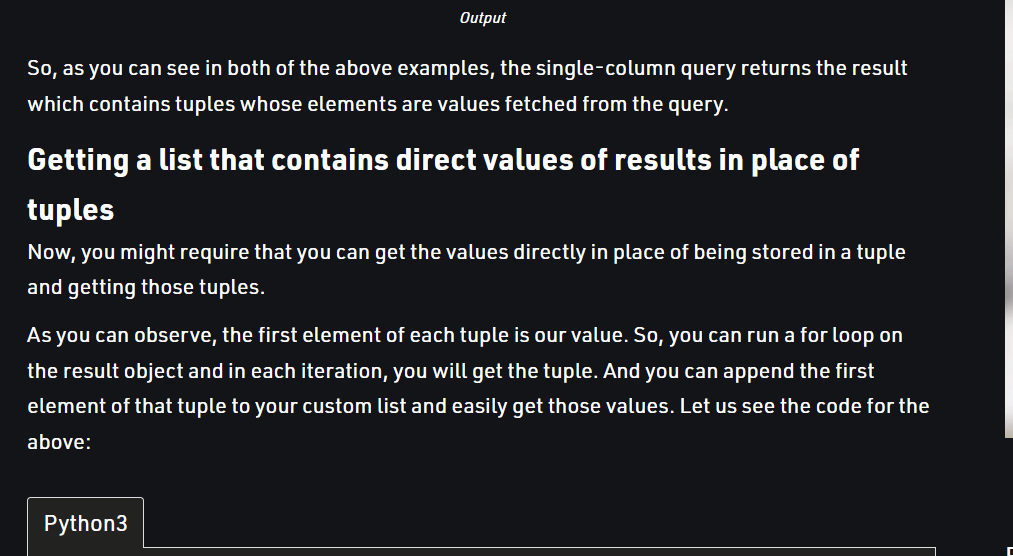 Output
So, as you can see in both of the above examples, the single-column query returns the result
which contains tuples whose elements are values fetched from the query.
Getting a list that contains direct values of results in place of
tuples
Now, you might require that you can get the values directly in place of being stored in a tuple
and getting those tuples.
As you can observe, the first element of each tuple is our value. So, you can run a for loop on
the result object and in each iteration, you will get the tuple. And you can append the first
element of that tuple to your custom list and easily get those values. Let us see the code for the
above:
Python3